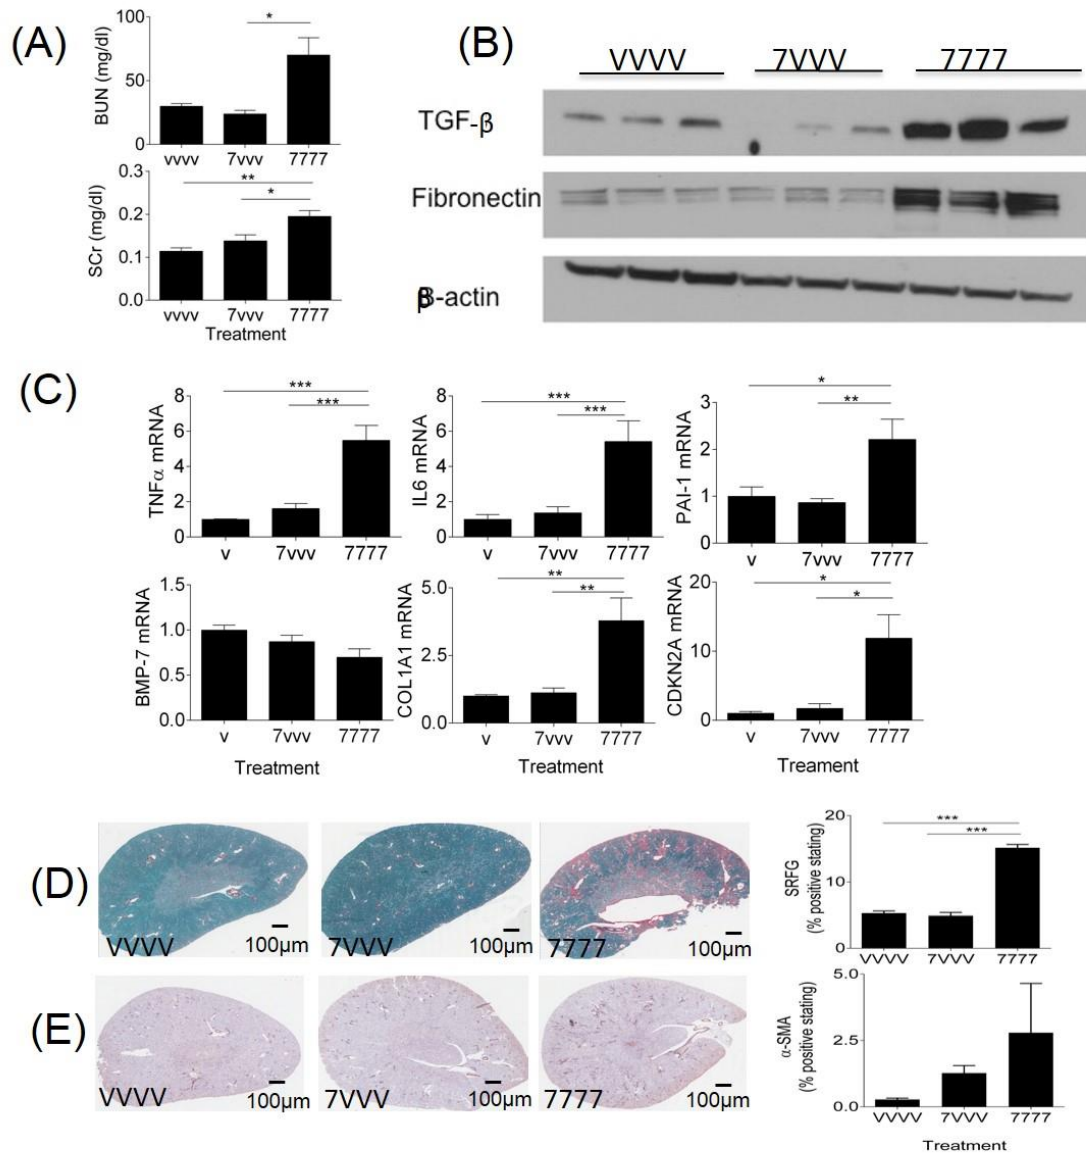 (A)
BUN (mg/dl)
100
50
0
*
vvvv 7vvv 7777
SCr (mg/dl)
0.3
0.2
0.1
0.0
**
*
vvvv 7vvv 7777
Treatment
(B)
VVVV 7VVV 7777
TGF-β
Fibronectin
β-actin
(C)
TNFα mRNA
8
6
4
2
0
***
***
v 7vvv 7777
IL6 mRNA
8
6
4
2
0
***
***
v 7vvv 7777
PAI-1 mRNA
3
2
1
0
*
**
v 7vvv 7777
BMP-7 mRNA
1.5
1.0
0.5
0.0
v 7vvv 7777
Treatment
COL1A1 mRNA
5.0
2.5
0.0
**
**
v 7vvv 7777
Treatment
CDKN2A mRNA
20
10
0
*
*
v 7vvv 7777
Treament
(D)
VVVV 100μm
7VVV 100μm
7777 100μm
SRFG
(% positive stating)
20
10
0
***
***
VVVV 7VVV 7777
(E)
VVVV 100μm
7VVV 100μm
7777 100μm
α-SMA
(% positive stating)
5.0
2.5
0.0
VVVV 7VVV 7777
Treatment